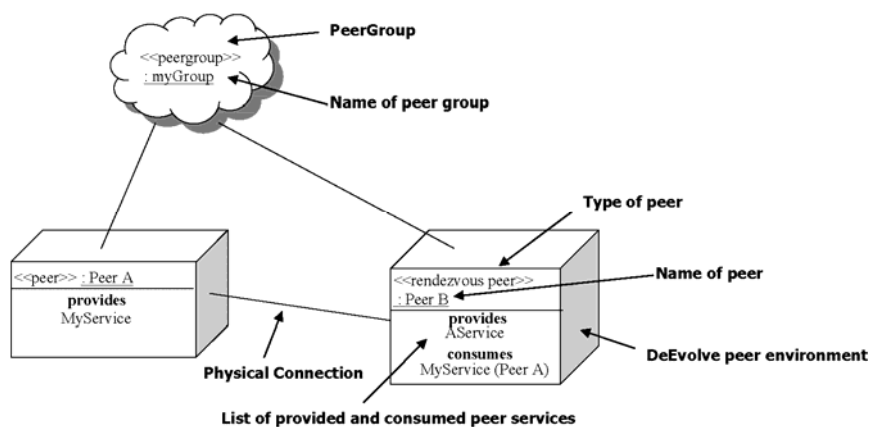 PeerGroup
<<peergroup>>
: myGroup
Name of peer group
Type of peer
<<peer>> : Peer A
provides
MyService
<<rendezvous peer>>
: Peer B
Name of peer
provides
AService
consumes
MyService (Peer A)
DeEvolve peer environment
Physical Connection
List of provided and consumed peer services